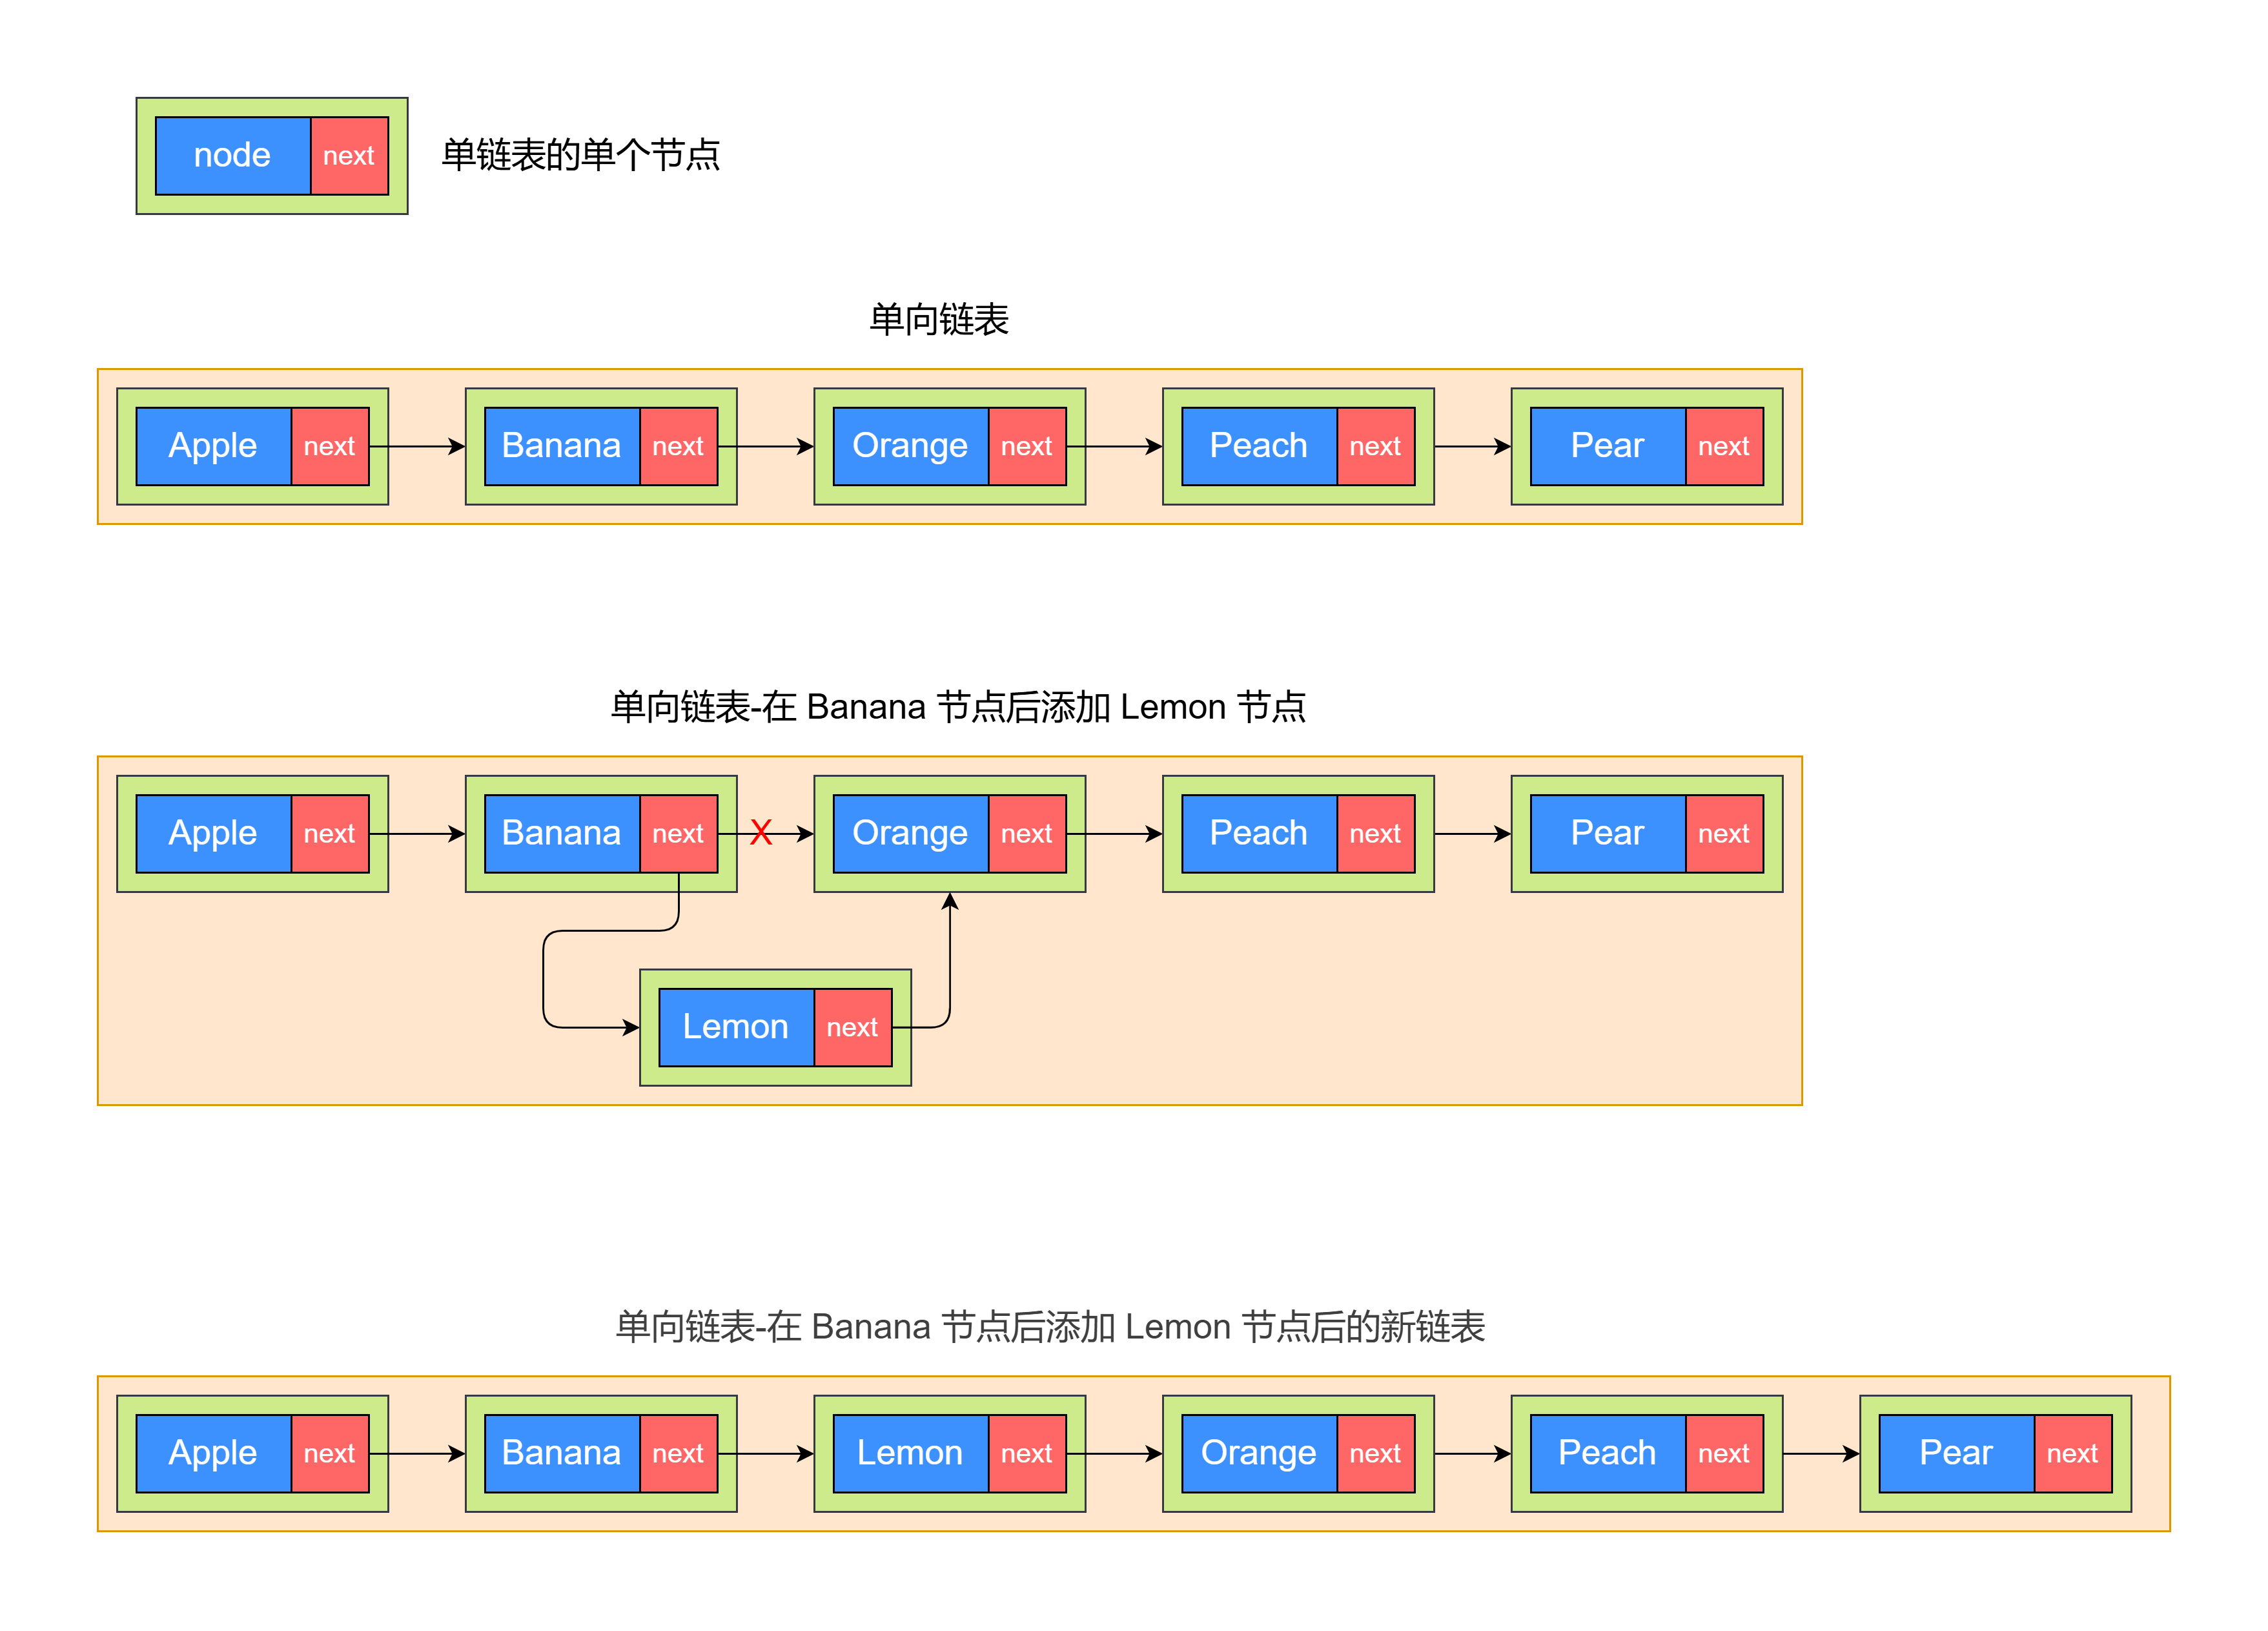 node next 单链表的单个节点
单向链表
Apple next Banana next Orange next Peach next Pear next
单向链表-在 Banana 节点后添加 Lemon 节点
Apple next Banana next X Orange next Peach next Pear next
Lemon next
单向链表-在 Banana 节点后添加 Lemon 节点后的新链表
Apple next Banana next Lemon next Orange next Peach next Pear next